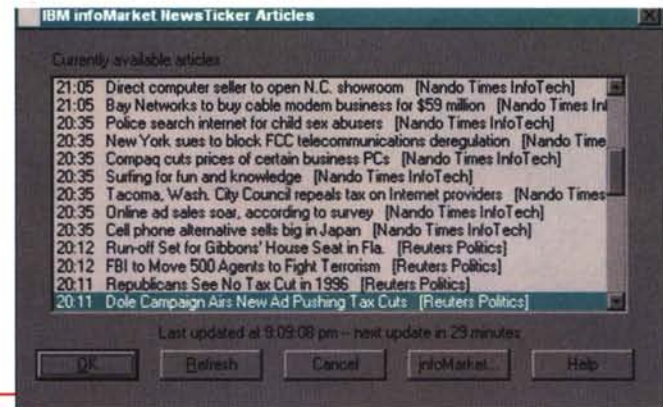 IBM infoMarket NewsTicker Articles
Currently available articles
21:05 Direct computer seller to open N.C. showroom [Nando Times InfoTech]
21:05 Bay Networks to buy cable modem business for $59 million [Nando Times Inf
20:35 Police search internet for child sex abusers [Nando Times InfoTech]
20:35 New York sues to block FCC telecommunications deregulation [Nando Time
20:35 Compaq cuts prices of certain business PCs [Nando Times InfoTech]
20:35 Surfing for fun and knowledge [Nando Times InfoTech]
20:35 Tacoma, Wash. City Council repeals tax on Internet providers [Nando Times
20:35 Online ad sales soar, according to survey [Nando Times InfoTech]
20:35 Cell phone alternative sells big in Japan [Nando Times InfoTech]
20:12 Run-off Set for Gibbons' House Seat in Fla. [Reuters Politics]
20:12 FBI to Move 500 Agents to Fight Terrorism [Reuters Politics]
20:11 Republicans See No Tax Cut in 1996 [Reuters Politics]
20:11 Dole Campaign Airs New Ad Pushing Tax Cuts [Reuters Politics]
Last updated at 9:09:08 pm -- next update in 29 minutes
OK Refresh Cancel infoMarket... Help